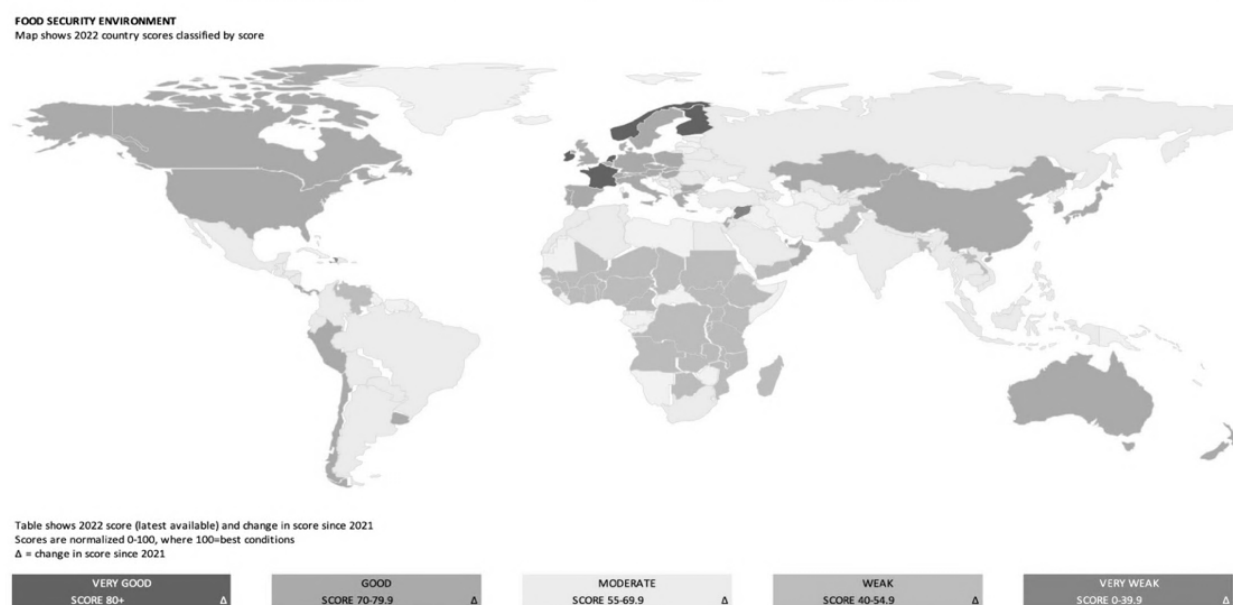 FOOD SECURITY ENVIRONMENT
Map shows 2022 country scores classified by score
Table shows 2022 score (latest available) and change in score since 2021
Scores are normalized 0-100, where 100=best conditions
Δ = change in score since 2021
VERY GOOD
SCORE 80+ Δ
GOOD
SCORE 70-79.9 Δ
MODERATE
SCORE 55-69.9 Δ
WEAK
SCORE 40-54.9 Δ
VERY WEAK
SCORE 0-39.9 Δ